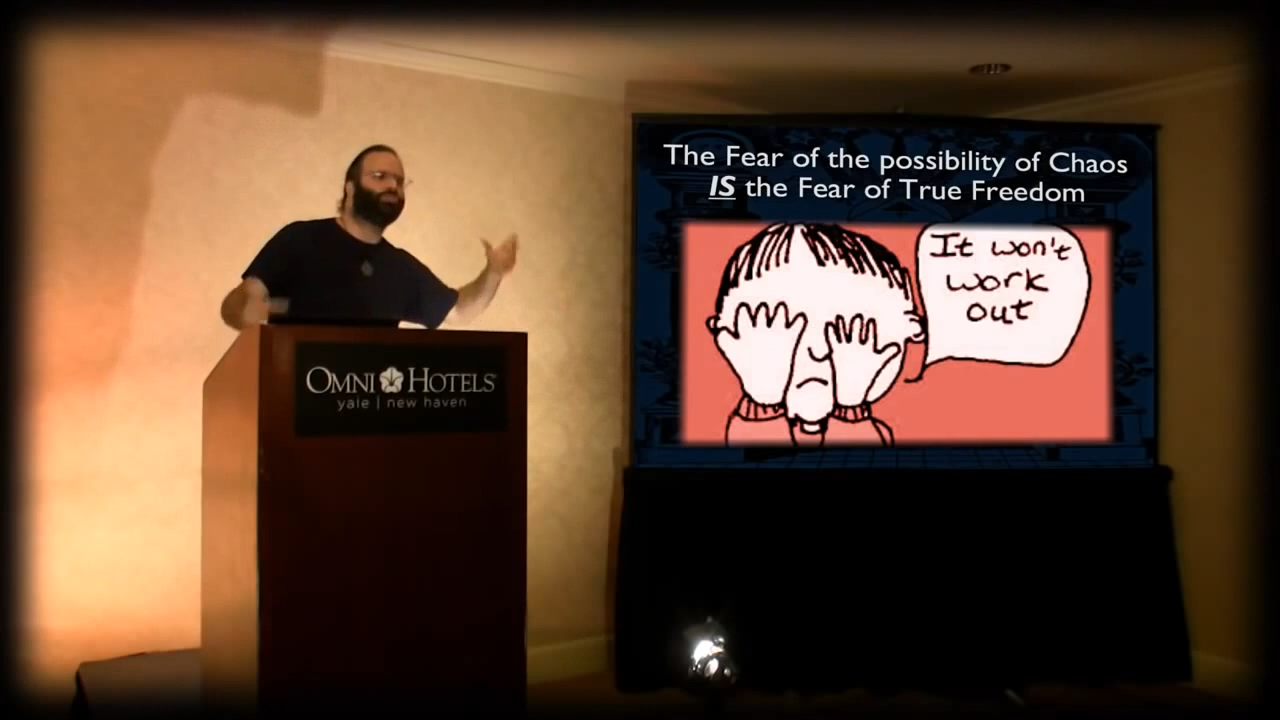 The Fear of the possibility of Chaos
IS the Fear of True Freedom
It won't
work
out
OMNI HOTELS
yale | new haven